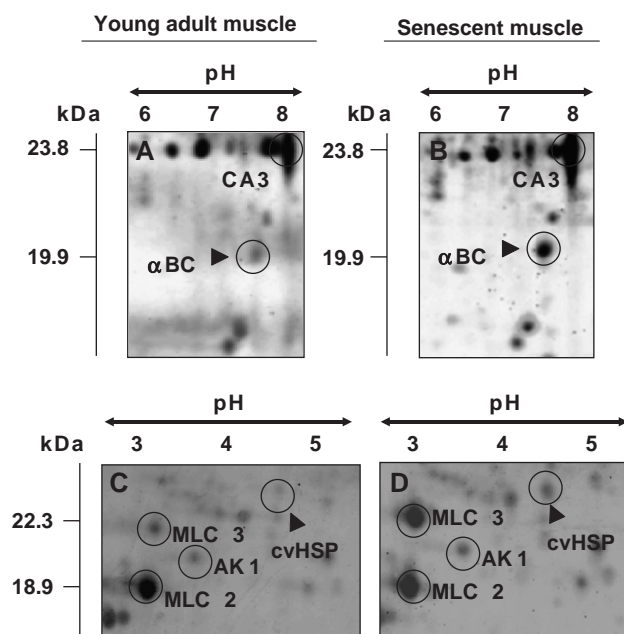 Young adult muscle
Senescent muscle
pH
pH
kDa
6 7 8
kDa
6 7 8
23.8
A
CA3
23.8
B
CA3
19.9
αBC
19.9
αBC
pH
pH
kDa
3 4 5
3 4 5
C
D
22.3
MLC 3
cvHSP
MLC 3
cvHSP
AK1
AK1
18.9
MLC 2
MLC 2